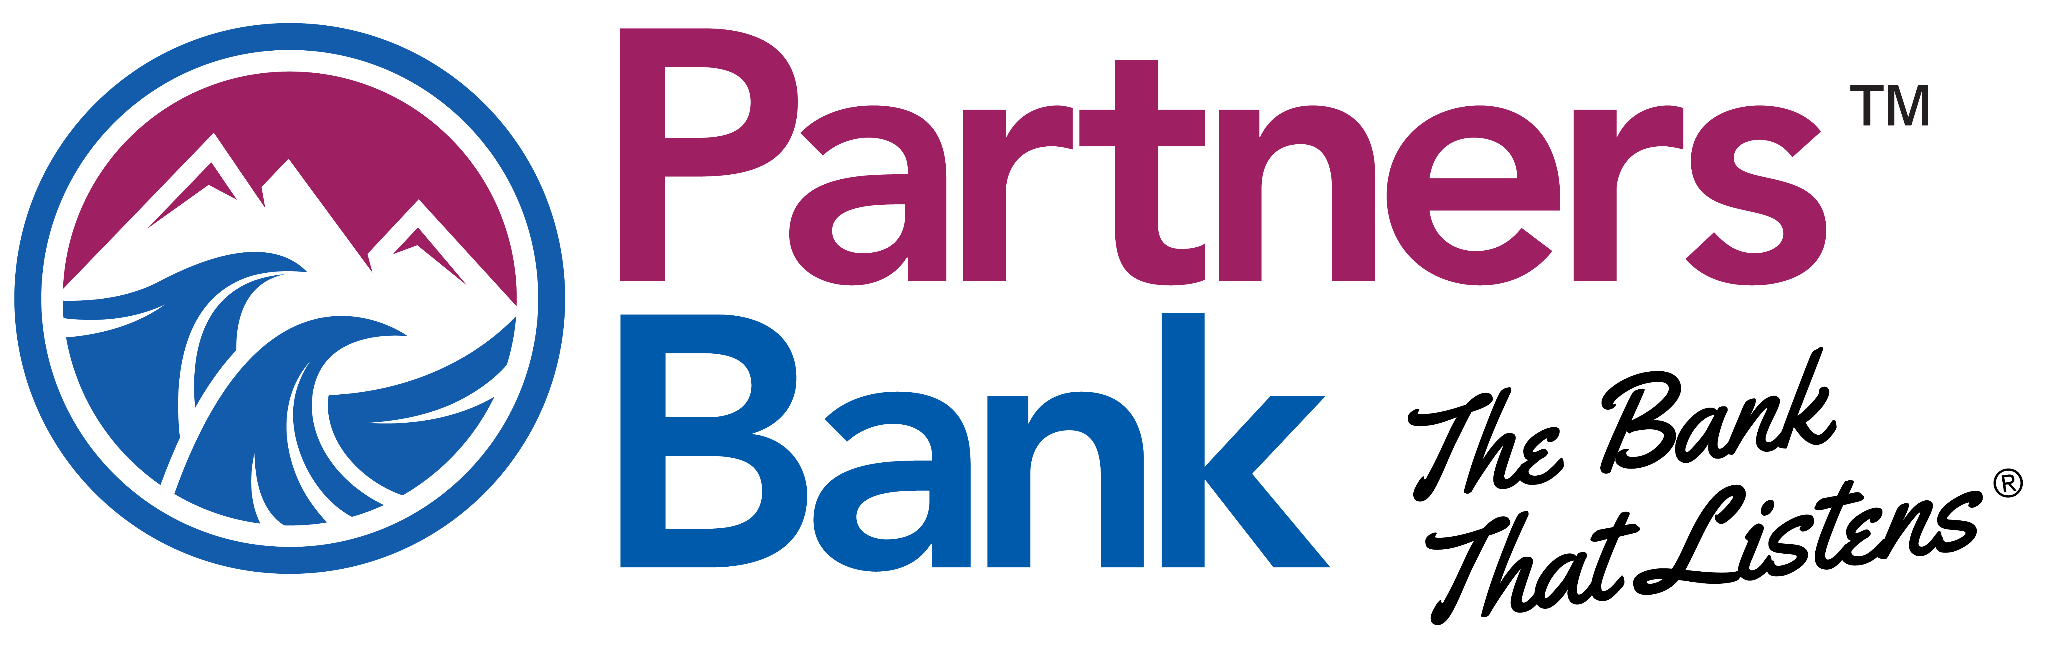 Partners™
Bank
The Bank
That Listens®